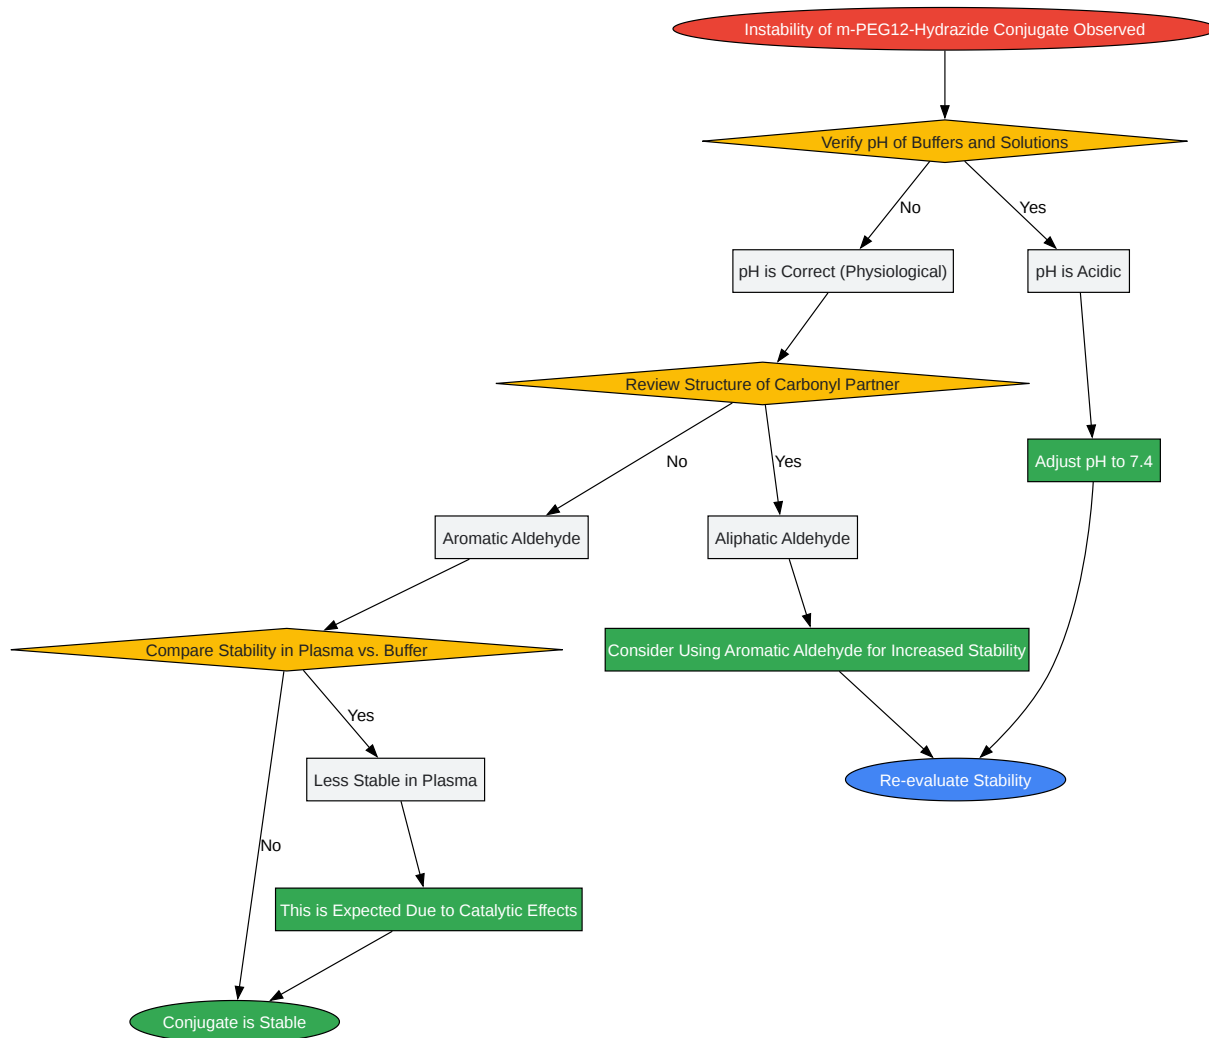 Instability of m-PEG12-Hydrazide Conjugate Observed
Verify pH of Buffers and Solutions
No
Yes
pH is Correct (Physiological)
pH is Acidic
Review Structure of Carbonyl Partner
No
Yes
Adjust pH to 7.4
Aromatic Aldehyde
Aliphatic Aldehyde
Compare Stability in Plasma vs. Buffer
Consider Using Aromatic Aldehyde for Increased Stability
Yes
Less Stable in Plasma
Re-evaluate Stability
No
This is Expected Due to Catalytic Effects
Conjugate is Stable